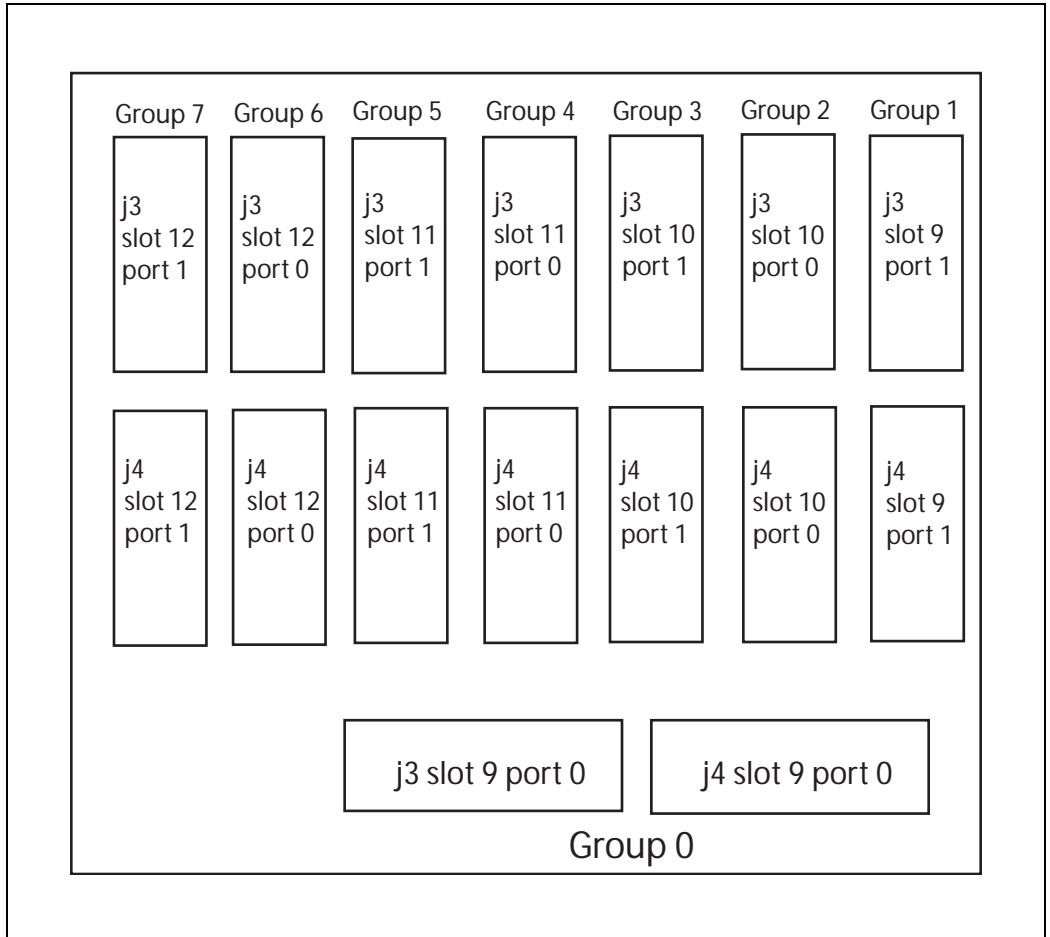 Group 7 Group 6 Group 5 Group 4 Group 3 Group 2 Group 1
j3
slot 12
port 1
j3
slot 12
port 0
j3
slot 11
port 1
j3
slot 11
port 0
j3
slot 10
port 1
j3
slot 10
port 0
j3
slot 9
port 1
j4
slot 12
port 1
j4
slot 12
port 0
j4
slot 11
port 1
j4
slot 11
port 0
j4
slot 10
port 1
j4
slot 10
port 0
j4
slot 9
port 1
j3 slot 9 port 0
j4 slot 9 port 0
Group 0